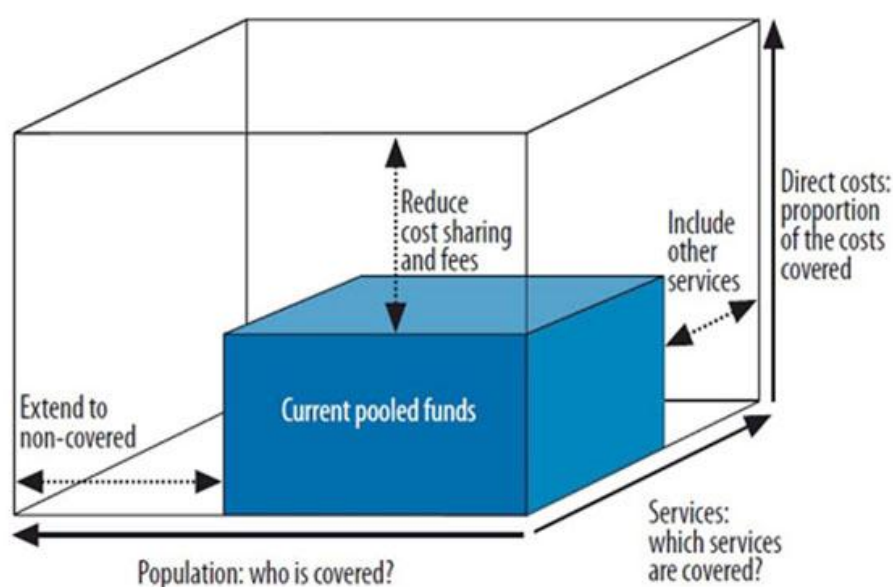 Reduce
cost sharing
and fees
Include
other
services
Direct costs:
proportion
of the costs
covered
Extend to
non-covered
Current pooled funds
Services:
which services
are covered?
Population: who is covered?